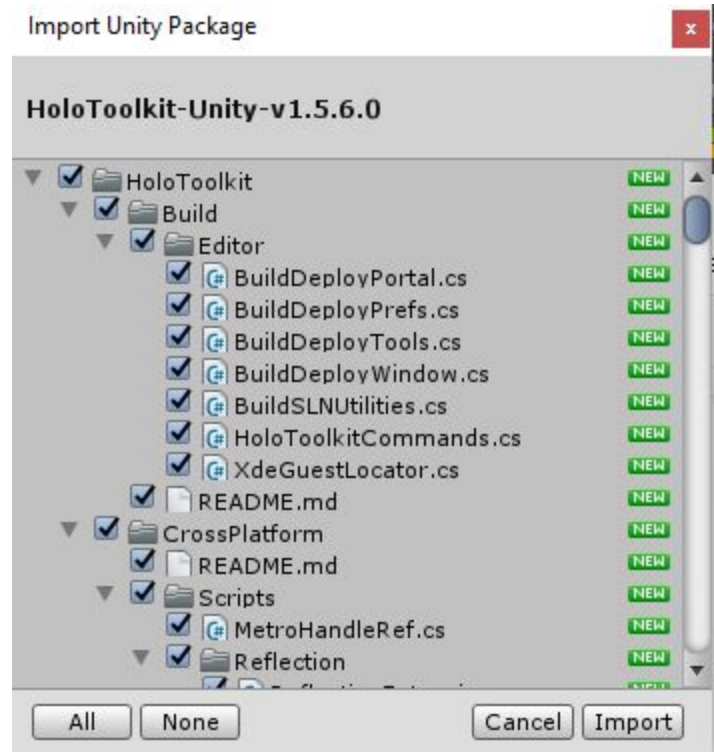 Import Unity Package
x
HoloToolkit-Unity-v1.5.6.0
HoloToolkit NEW
Build NEW
Editor NEW
BuildDeployPortal.cs NEW
BuildDeployPrefs.cs NEW
BuildDeployTools.cs NEW
BuildDeployWindow.cs NEW
BuildSLNUtilities.cs NEW
HoloToolkitCommands.cs NEW
XdeGuestLocator.cs NEW
README.md NEW
CrossPlatform NEW
README.md NEW
Scripts NEW
MetroHandleRef.cs NEW
Reflection NEW
All None Cancel Import